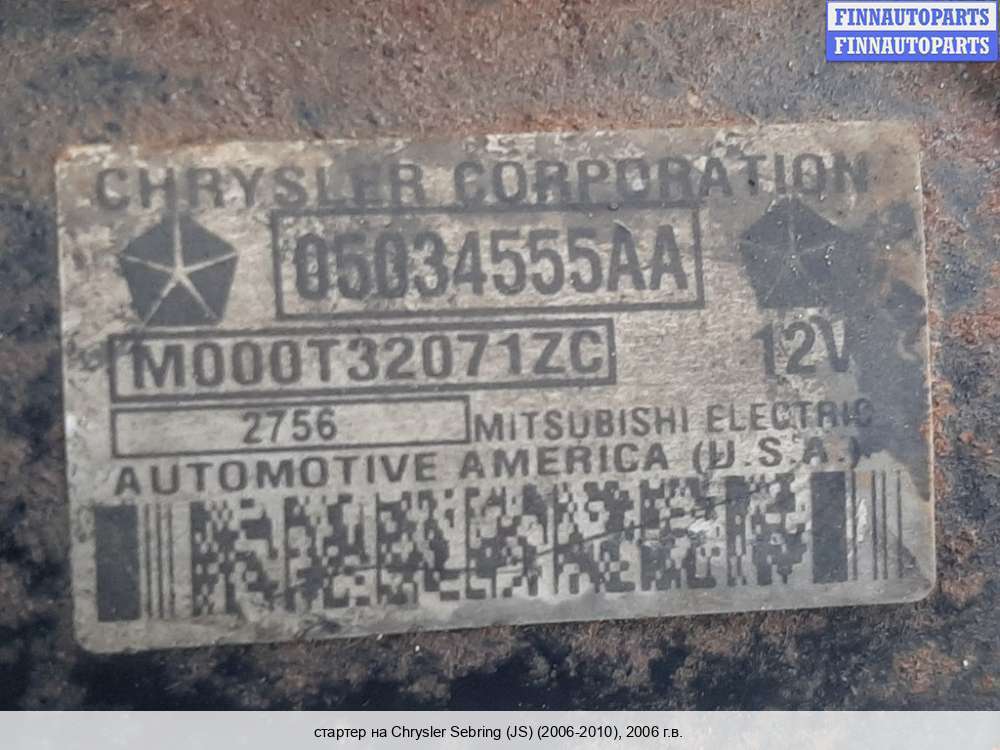 FINNAUTOPARTS
FINNAUTOPARTS
CHRYSLER CORPORATION
05034555AA
M000T32071ZC
12V
2756
MITSUBISHI ELECTRIC
AUTOMOTIVE AMERICA (U.S.A.)
стартер на Chrysler Sebring (JS) (2006-2010), 2006 г.в.